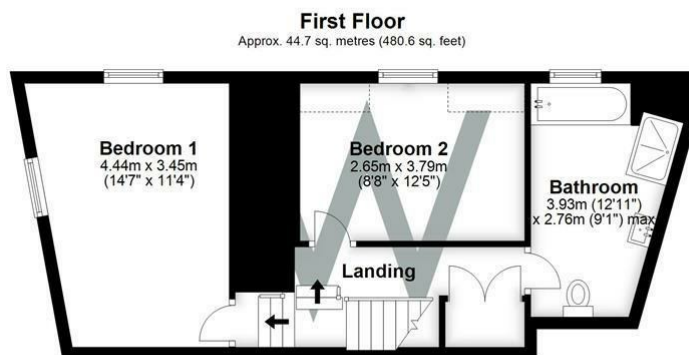 First Floor
Approx. 44.7 sq. metres (480.6 sq. feet)
Bedroom 1
4.44m x 3.45m
(14'7" x 11'4")
Bedroom 2
2.65m x 3.79m
(8'8" x 12'5")
Bathroom
3.93m (12'11")
x 2.76m (9'1") max
Landing